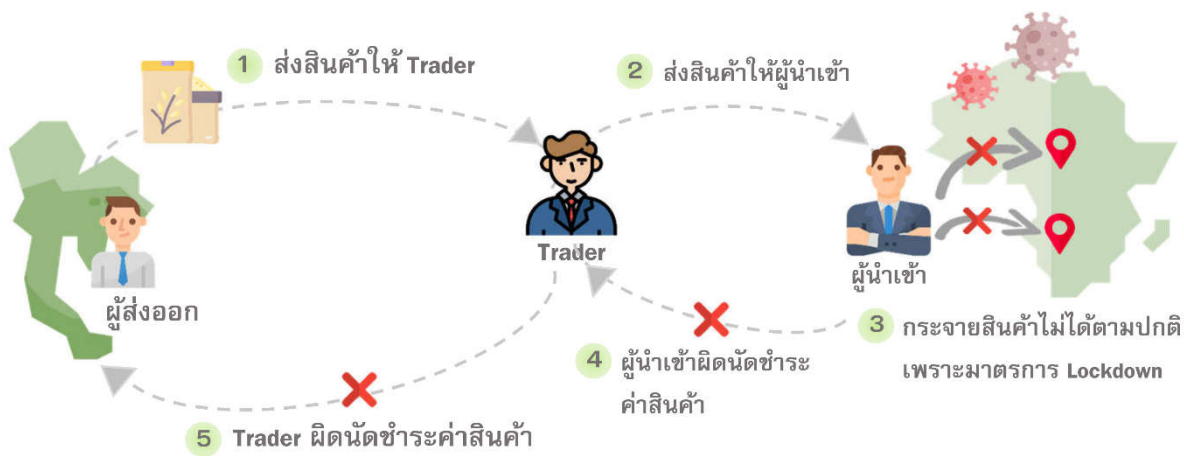 1 ส่งสินค้าให้ Trader
2 ส่งสินค้าให้ผู้นำเข้า
Trader
ผู้นำเข้า
ผู้ส่งออก
3 กระจายสินค้าไม่ได้ตามปกติ
เพราะมาตรการ Lockdown
4 ผู้นำเข้าผิดนัดชำระ
ค่าสินค้า
5 Trader ผิดนัดชำระค่าสินค้า